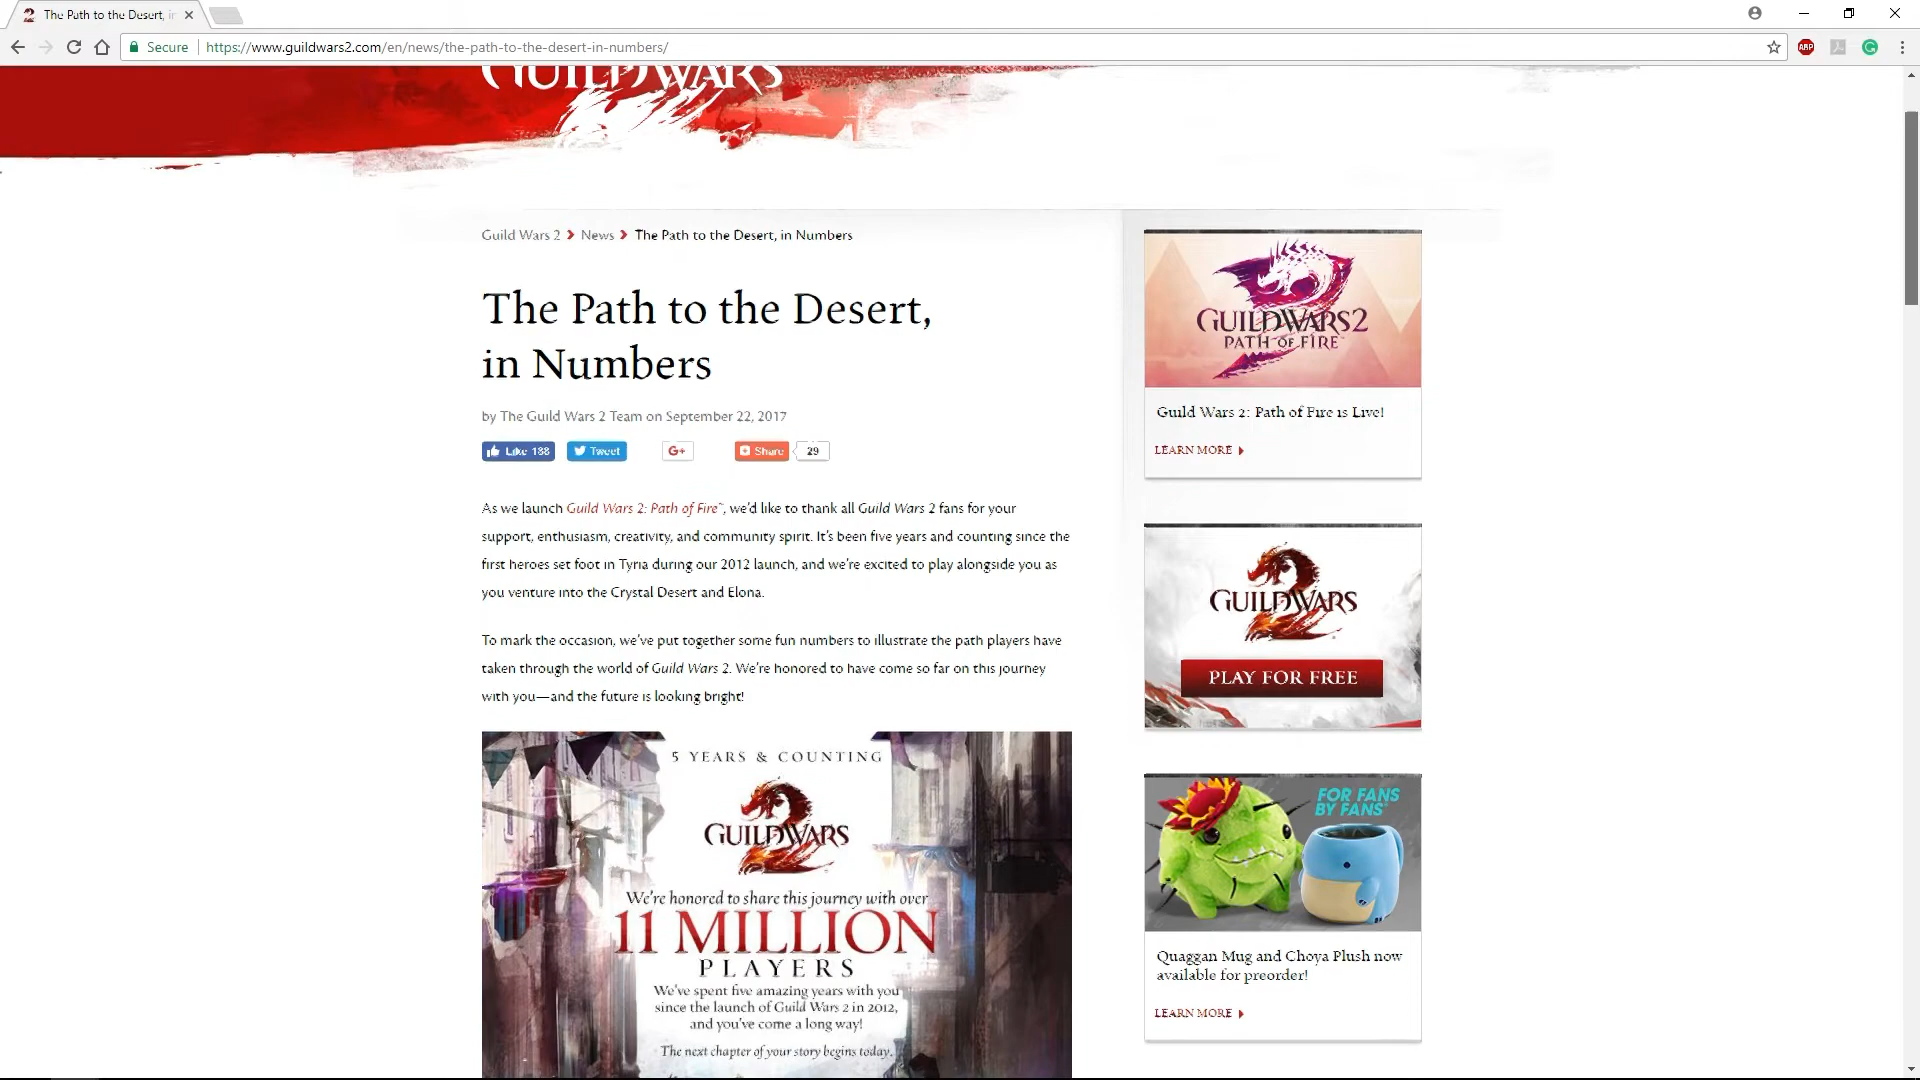 The Path to the Desert, in
Secure
https://www.guildwars2.com/en/news/the-path-to-the-desert-in-numbers/
ABP
GUILDWARS
Guild Wars 2 News The Path to the Desert, in Numbers
The Path to the Desert,
in Numbers
by The Guild Wars 2 Team on September 22, 2017
Like 188 Tweet G+ Share 29
As we launch Guild Wars 2: Path of Fire™, we'd like to thank all Guild Wars 2 fans for your
support, enthusiasm, creativity, and community spirit. It's been five years and counting since the
first heroes set foot in Tyria during our 2012 launch, and we're excited to play alongside you as
you venture into the Crystal Desert and Elona.
To mark the occasion, we've put together some fun numbers to illustrate the path players have
taken through the world of Guild Wars 2. We're honored to have come so far on this journey
with you—and the future is looking bright!
5 YEARS & COUNTING
GUILDWARS
2
We're honored to share this journey with over
11 MILLION
PLAYERS
We've spent five amazing years with you
since the launch of Guild Wars 2 in 2012,
and you've come a long way!
The next chapter of your story begins today.
GUILDWARS2
PATH OF FIRE
Guild Wars 2: Path of Fire is Live!
LEARN MORE
GUILDWARS
2
PLAY FOR FREE
FOR FANS
BY FANS
Quaggan Mug and Choya Plush now
available for preorder!
LEARN MORE